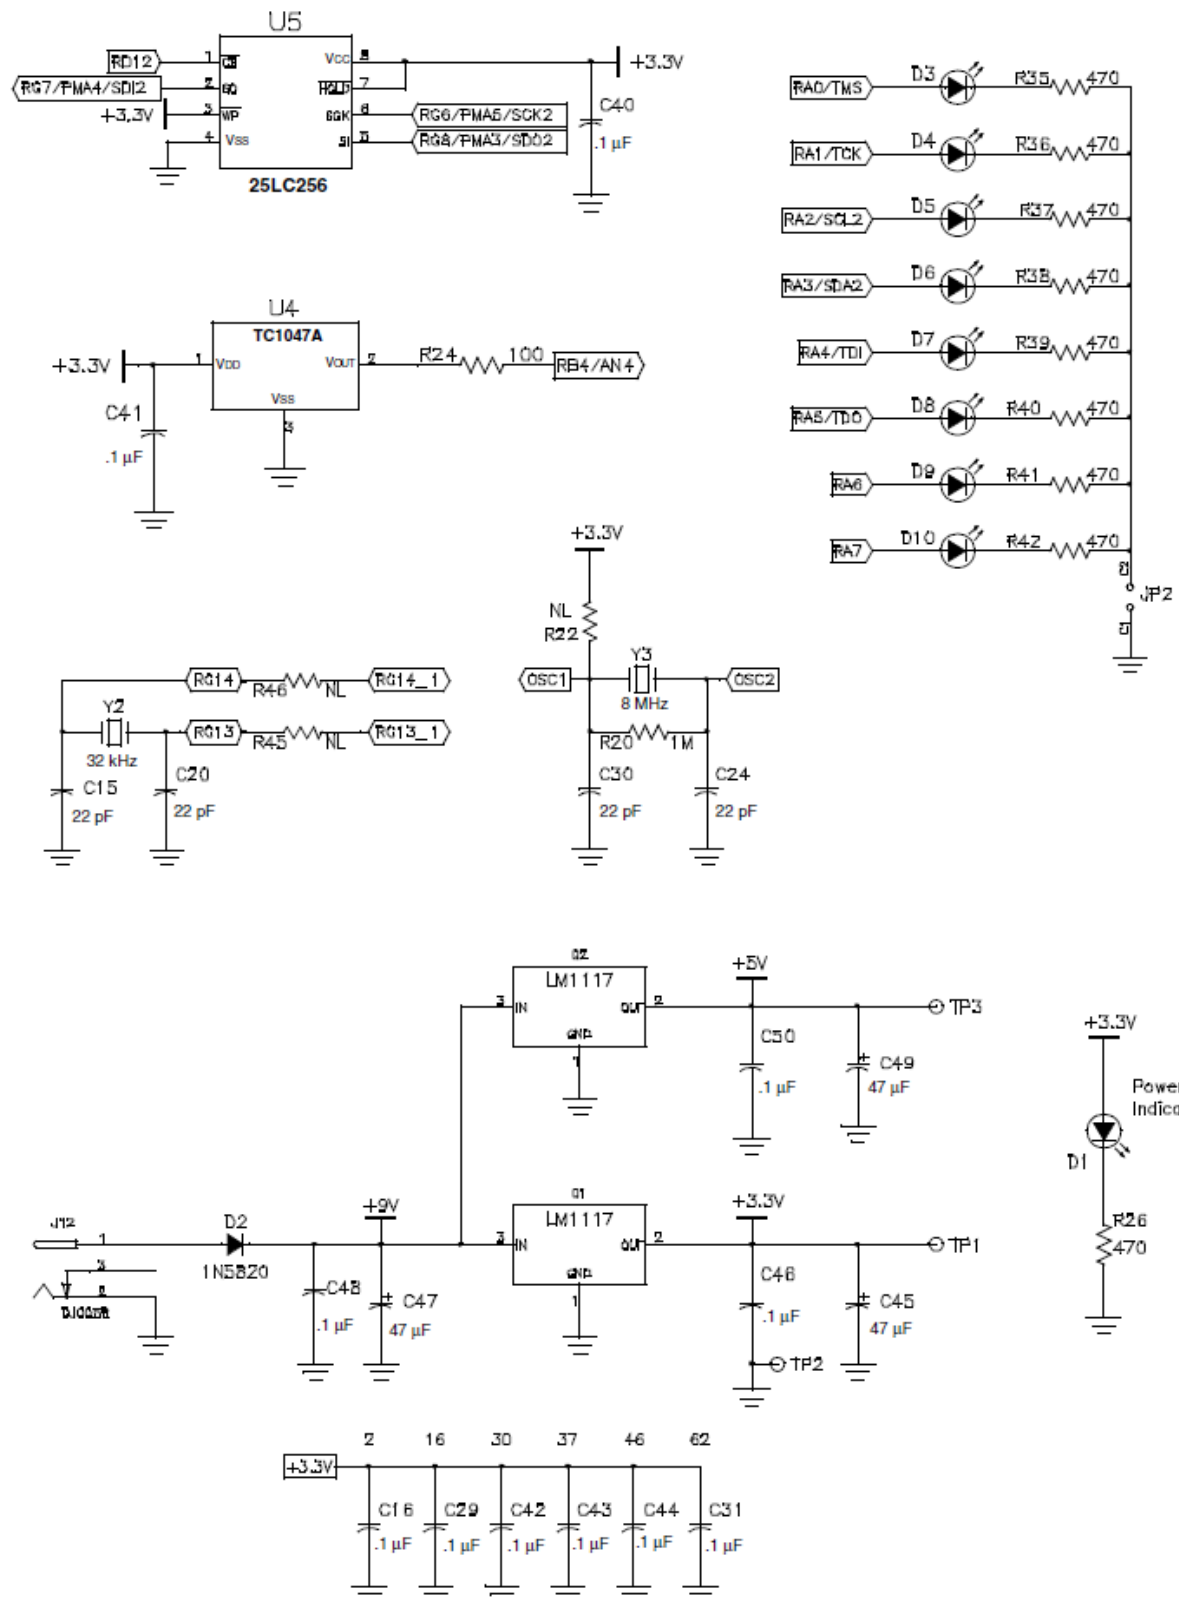 U5
RD12 1 CS VCC 8 +3.3V
RG7/PMA4/SDI2 2 SO HOLD 7
+3.3V 3 WP SCK 6 RG6/PMA5/SCK2
4 VSS SI 5 RG8/PMA3/SDO2
25LC256
C40
.1 µF
RA0/TMS D3 R35 470
RA1/TCK D4 R36 470
RA2/SCL2 D5 R37 470
RA3/SDA2 D6 R38 470
RA4/TDI D7 R39 470
RA5/TDO D8 R40 470
RA6 D9 R41 470
RA7 D10 R42 470
2
JP2
1
U4
TC1047A
+3.3V 1 VDD VOUT 2 R24 100 RB4/AN4
VSS
3
C41
.1 µF
+3.3V
NL
R22
Y3
OSC1 OSC2
8 MHz
R20 1M
C30 C24
22 pF 22 pF
RG14 R46 NL RG14_1
Y2
RG13 R45 NL RG13_1
32 kHz
C15 C20
22 pF 22 pF
Q2
LM1117
3 IN OUT 2
GND
1
+5V
TP3
C50 C49
.1 µF 47 µF
+3.3V
Power
D1
R26
470
Q1
LM1117
3 IN OUT 2
GND
1
+3.3V
TP1
C46 C45
.1 µF 47 µF
TP2
+9V
J12 1 D2
1N5820
3
2
C48 C47
.1 µF 47 µF
2 16 30 37 46 62
+3.3V
C16 C29 C42 C43 C44 C31
.1 µF .1 µF .1 µF .1 µF .1 µF .1 µF